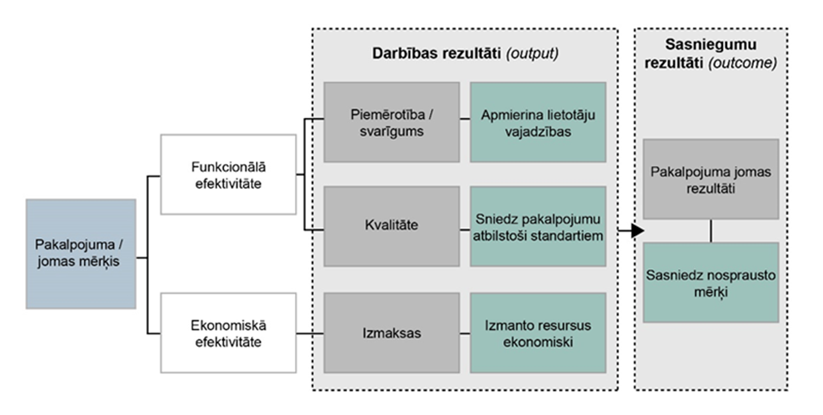 Pakalpojuma /
jomas mērķis
Funkcionālā
efektivitāte
Ekonomiskā
efektivitāte
Darbības rezultāti (output)
Piemērotība /
svarīgums
Apmierina lietotāju
vajadzības
Kvalitāte
Sniedz pakalpojumu
atbilstoši standartiem
Izmaksas
Izmanto resursus
ekonomiski
Sasniegumu
rezultāti (outcome)
Pakalpojuma jomas
rezultāti
Sasniedz nosprausto
mērķi